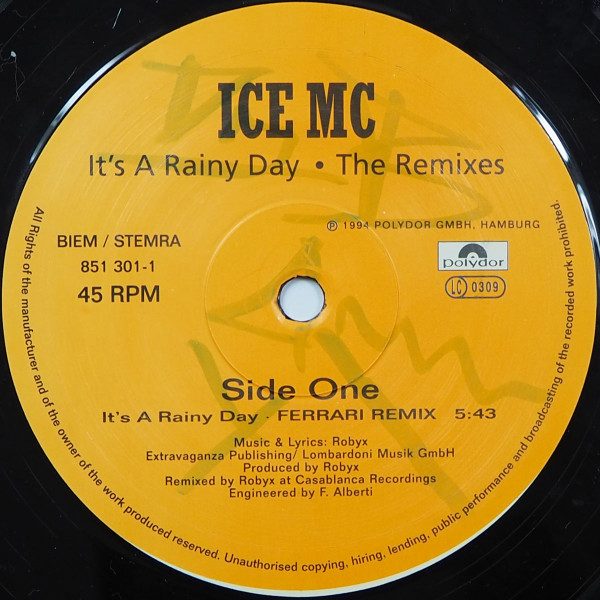 ICE MC
It's A Rainy Day • The Remixes
℗ 1994 POLYDOR GMBH, HAMBURG
BIEM / STEMRA
851 301-1
45 RPM
polydor
LC 0309
Side One
It's A Rainy Day · FERRARI REMIX 5:43
Music & Lyrics: Robyx
Extravaganza Publishing/ Lombardoni Musik GmbH
Produced by Robyx
Remixed by Robyx at Casablanca Recordings
Engineered by F. Alberti
All Rights of the manufacturer and of the owner of the work produced reserved. Unauthorised copying, hiring, lending, public performance and broadcasting of the recorded work prohibited.